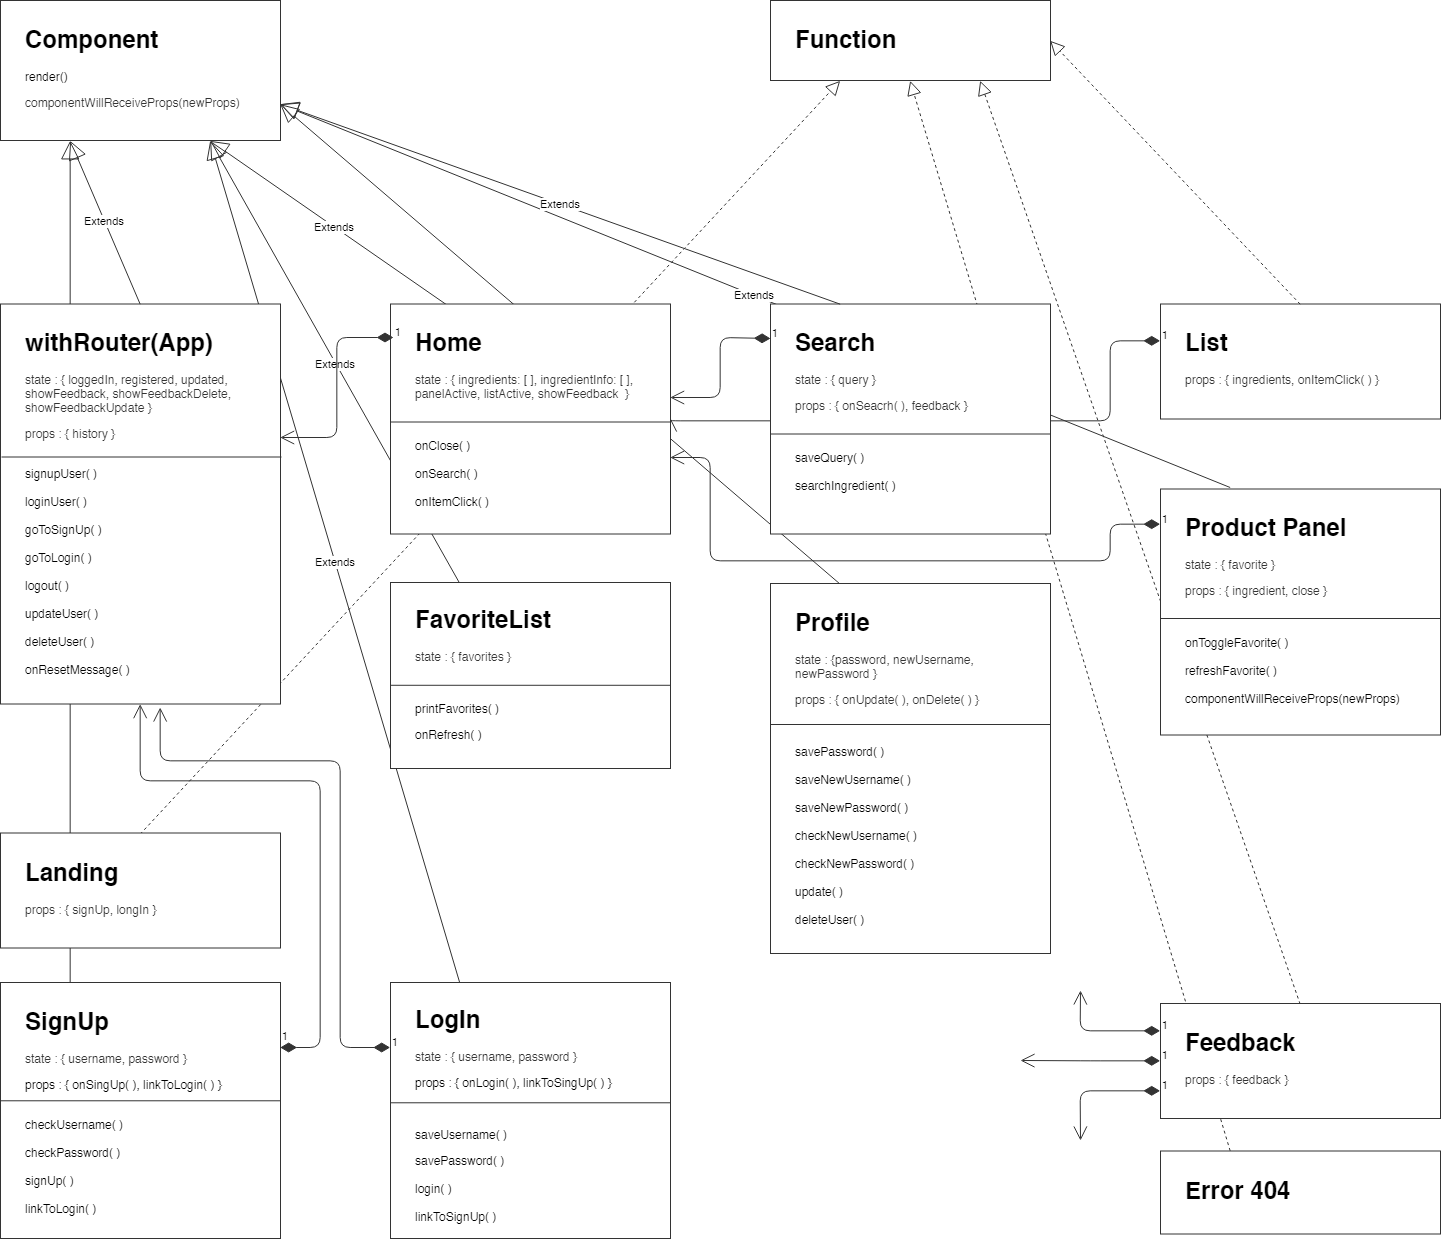 Component
render()
componentWillReceiveProps(newProps)
Function
Extends
Extends
Extends
Extends
Extends
Extends
withRouter(App)
state : { loggedIn, registered, updated,
showFeedback, showFeedbackDelete,
showFeedbackUpdate }
props : { history }
signupUser( )
loginUser( )
goToSignUp( )
goToLogin( )
logout( )
updateUser( )
deleteUser( )
onResetMessage( )
1
Home
state : { ingredients: [ ], ingredientInfo: [ ],
panelActive, listActive, showFeedback  }
onClose( )
onSearch( )
onItemClick( )
1
Search
state : { query }
props : { onSeacrh( ), feedback }
saveQuery( )
searchIngredient( )
1
List
props : { ingredients, onItemClick( ) }
1
Product Panel
state : { favorite }
props : { ingredient, close }
onToggleFavorite( )
refreshFavorite( )
componentWillReceiveProps(newProps)
FavoriteList
state : { favorites }
printFavorites( )
onRefresh( )
Profile
state : {password, newUsername,
newPassword }
props : { onUpdate( ), onDelete( ) }
savePassword( )
saveNewUsername( )
saveNewPassword( )
checkNewUsername( )
checkNewPassword( )
update( )
deleteUser( )
Landing
props : { signUp, longIn }
SignUp
state : { username, password }
props : { onSingUp( ), linkToLogin( ) }
checkUsername( )
checkPassword( )
signUp( )
linkToLogin( )
1
LogIn
state : { username, password }
props : { onLogin( ), linkToSingUp( ) }
saveUsername( )
savePassword( )
login( )
linkToSignUp( )
1
1
1
1
Feedback
props : { feedback }
Error 404